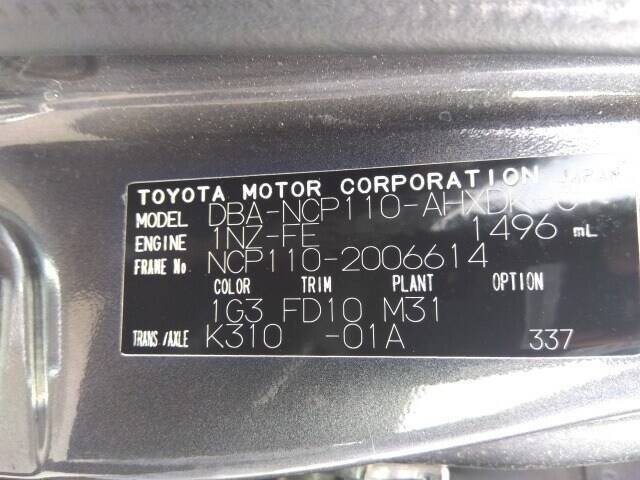 TOYOTA MOTOR CORPORATION JAPAN
MODEL DBA-NCP110-AHXDK
ENGINE 1NZ-FE 1496 mL
FRAME No NCP110-2006614
COLOR TRIM PLANT OPTION
1G3 FD10 M31
TRANS./AXLE K310 -01A 337